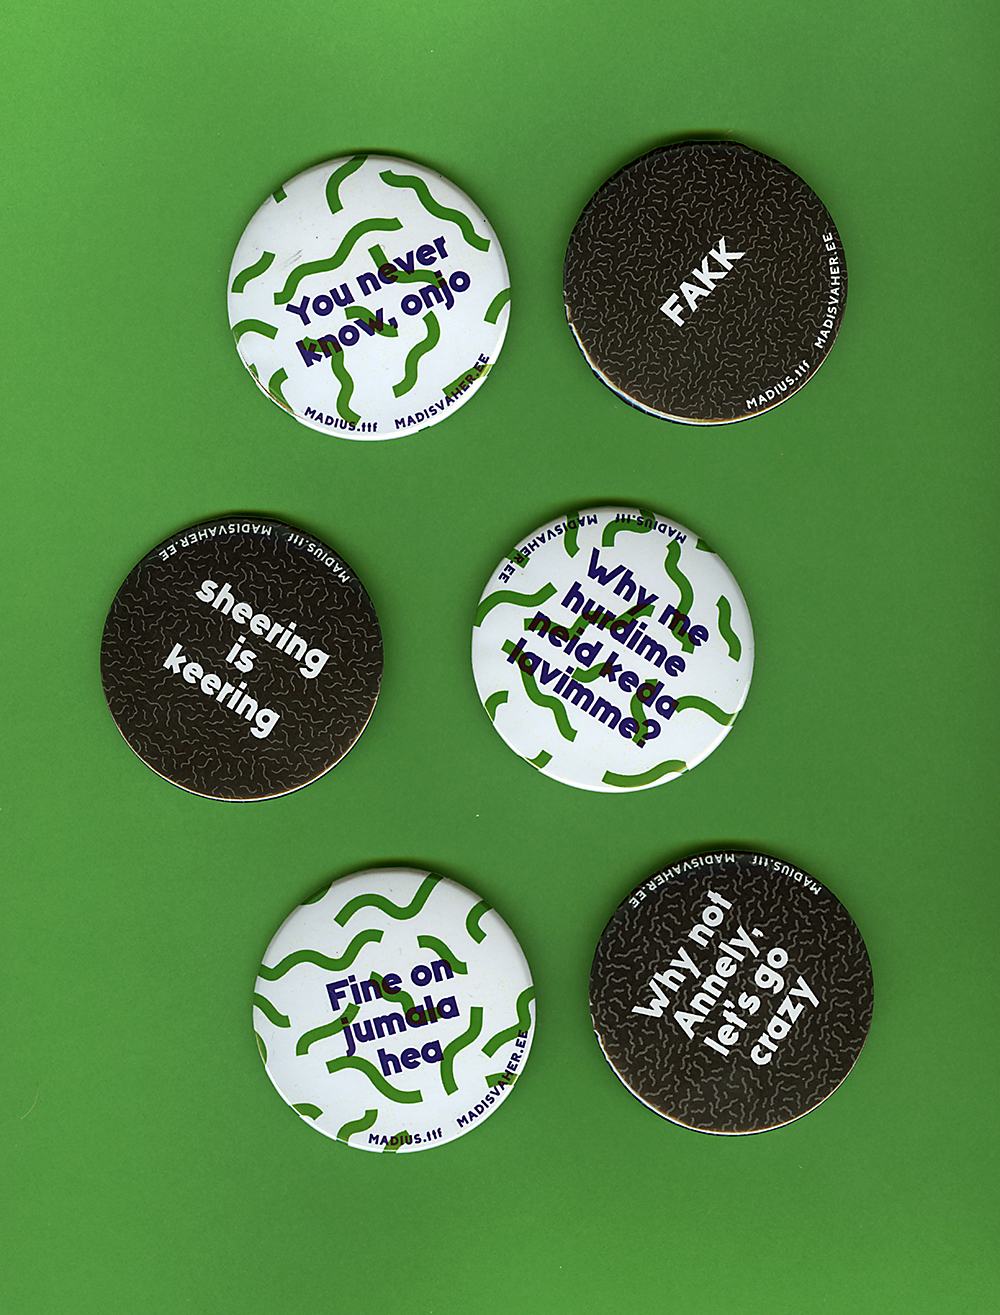 You never
know, onjo
MADIUS.ttf MADISVAHER.EE
FAKK
MADIUS.ttf MADISVAHER.EE
MADISVAHER.EE MADIUS.ttf
sheering
is
keering
MADISVAHER.EE MADIUS.ttf
Why me
hurdime
neid keda
lavimme?
Fine on
jumala
hea
MADIUS.ttf MADISVAHER.EE
MADISVAHER.EE MADIUS.ttf
Why not
Annely,
let's go
crazy